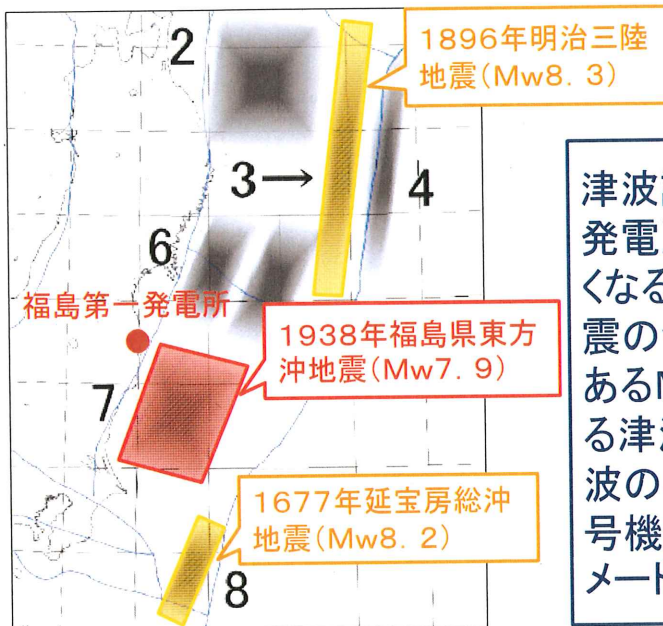 2
1896年明治三陸
地震(Mw8.3)
3→
4
6
福島第一発電所
1938年福島県東方
沖地震(Mw7.9)
7
1677年延宝房総沖
地震(Mw8.2)
8
津波
発電
くなる
震の
ある
る津
波の
号機
メート